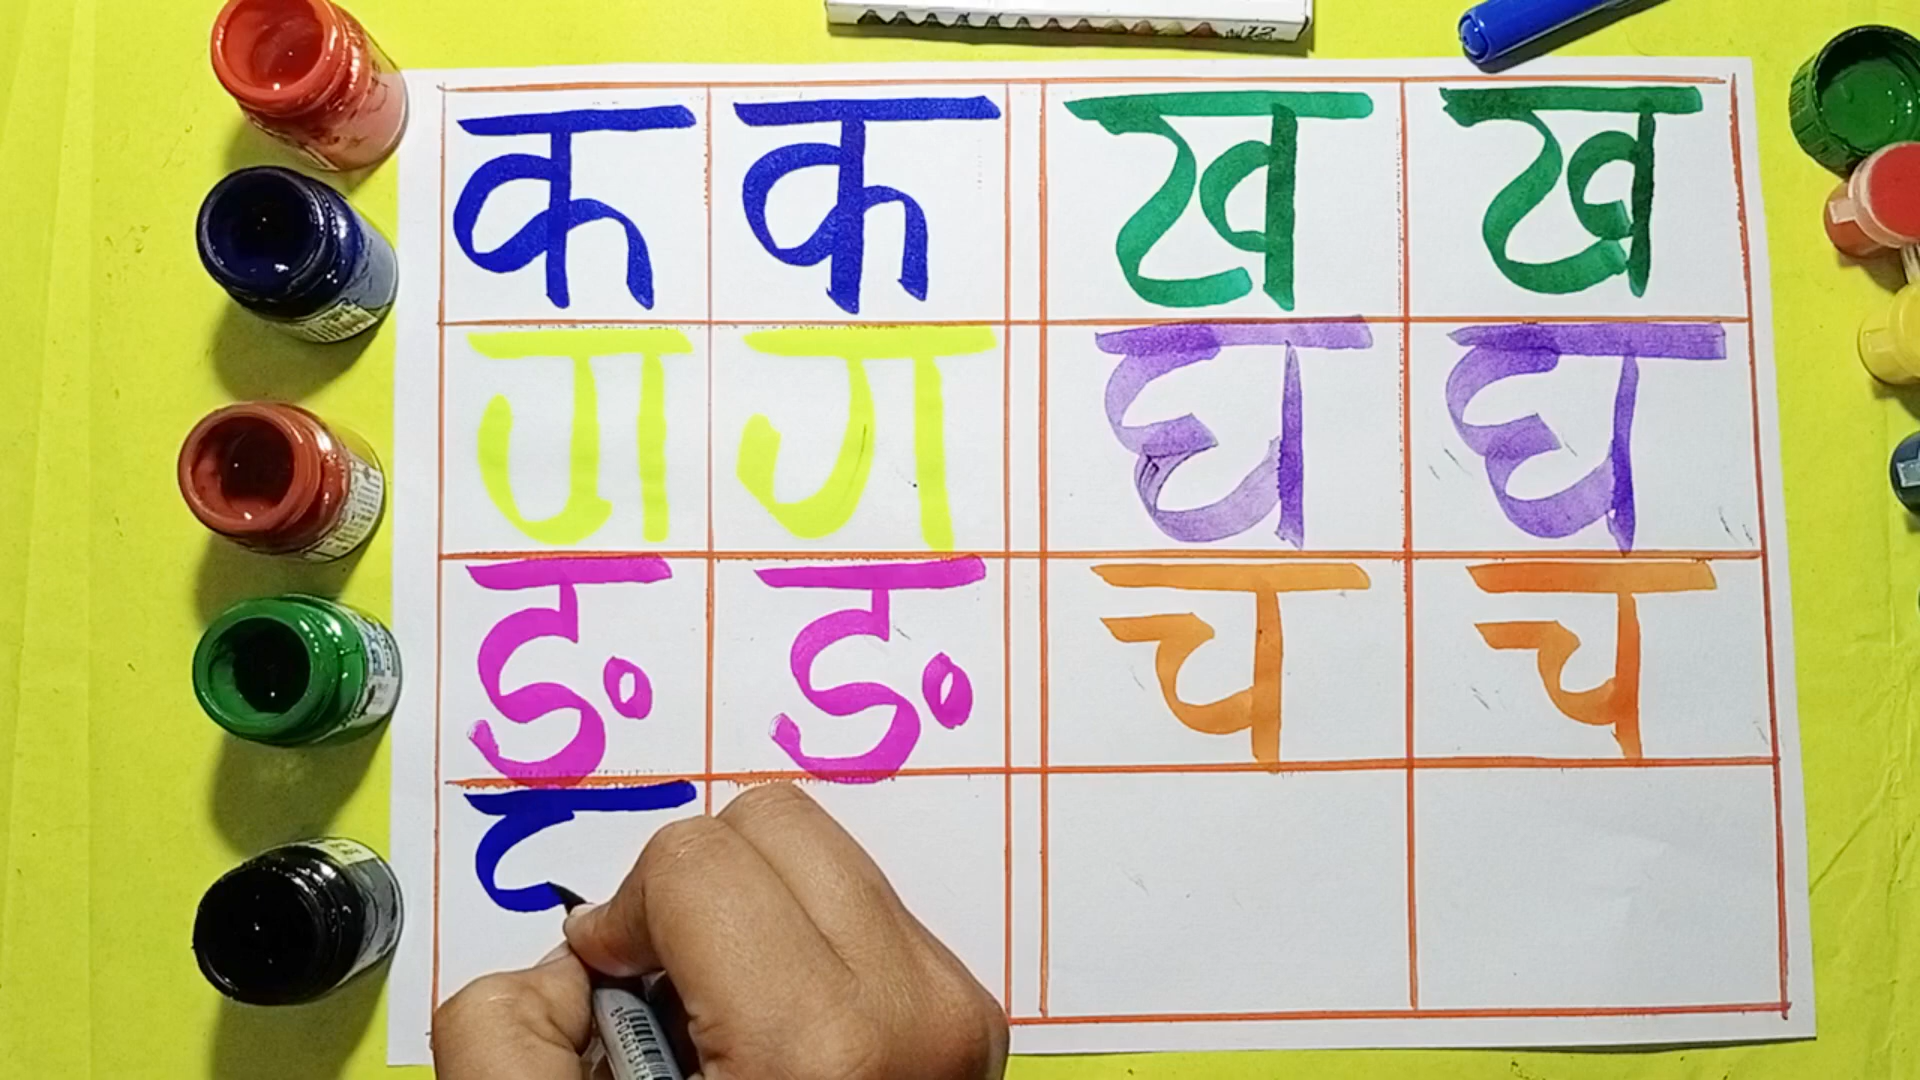 क क ख ख
ग ग घ घ
ङ ङ च च